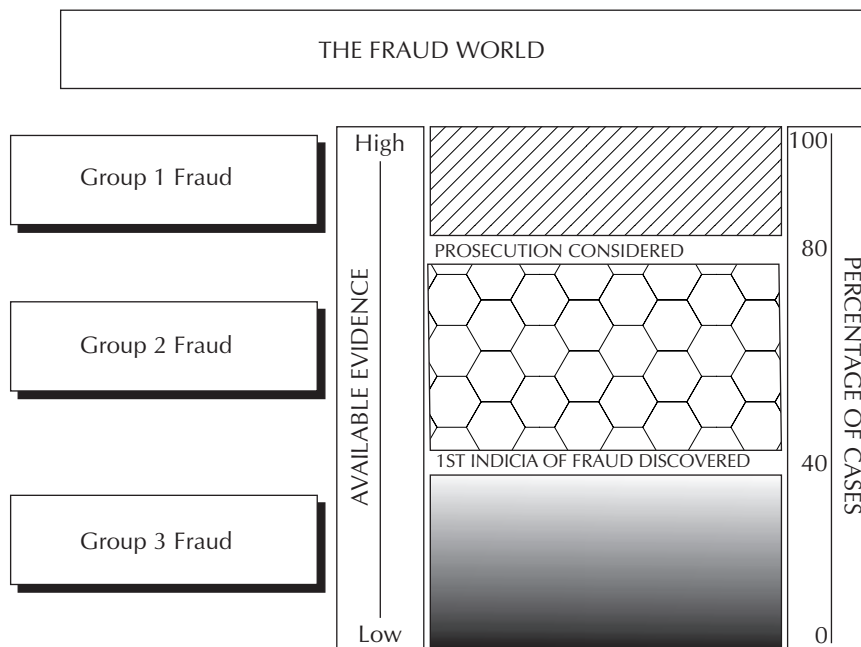 THE FRAUD WORLD
Group 1 Fraud
Group 2 Fraud
Group 3 Fraud
High
AVAILABLE EVIDENCE
Low
PROSECUTION CONSIDERED
1ST INDICIA OF FRAUD DISCOVERED
100
80
40
0
PERCENTAGE OF CASES